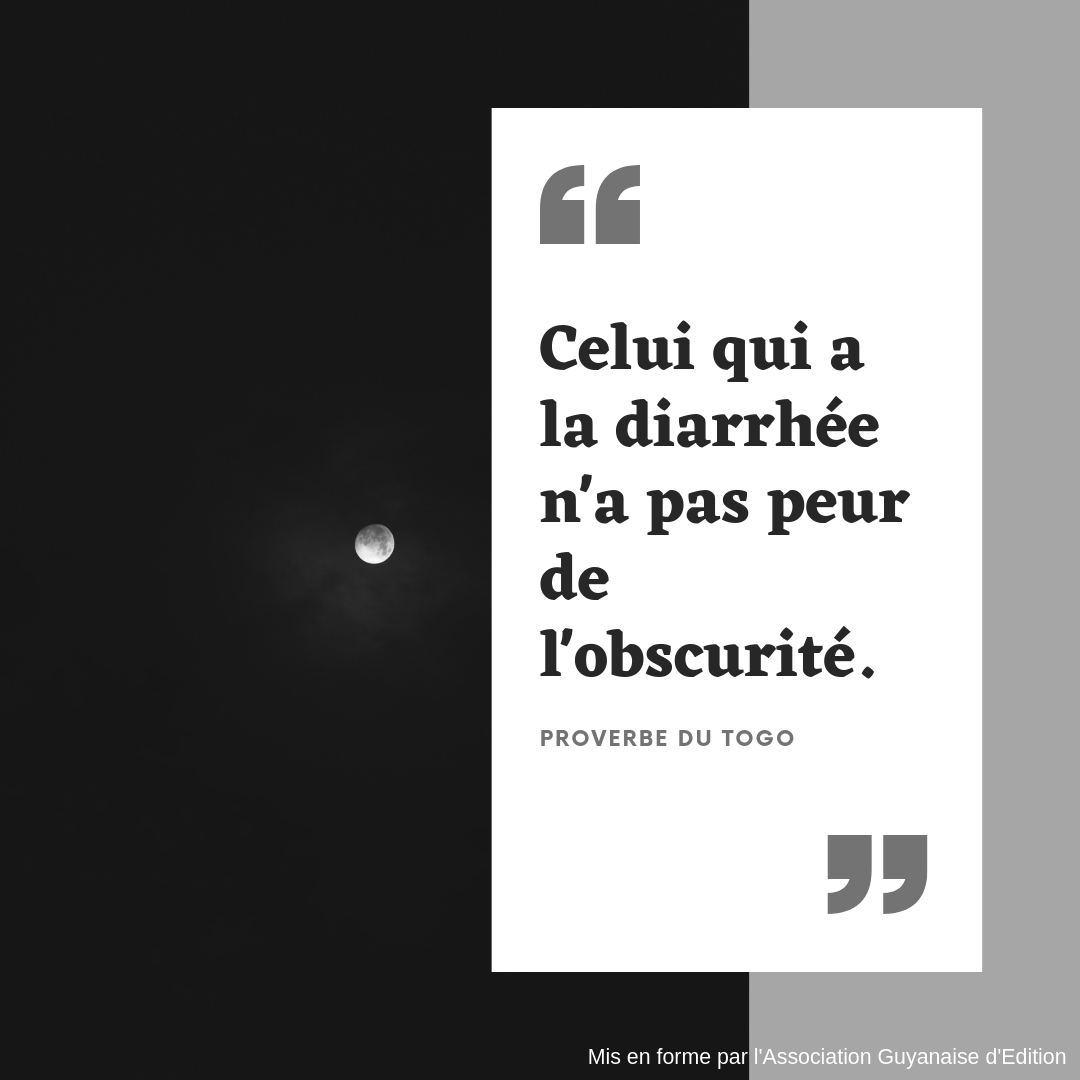 “
Celui qui a
la diarrhée
n'a pas peur
de
l'obscurité.
PROVERBE DU TOGO
”
Mis en forme par l'Association Guyanaise d'Edition